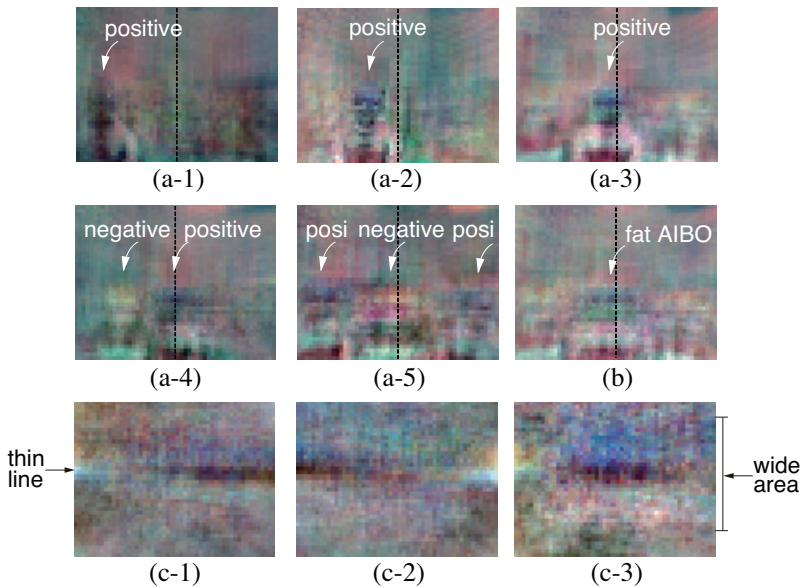 positive positive positive
(a-1) (a-2) (a-3)
negative positive posi negative posi fat AIBO
(a-4) (a-5) (b)
thin
line
wide
area
(c-1) (c-2) (c-3)